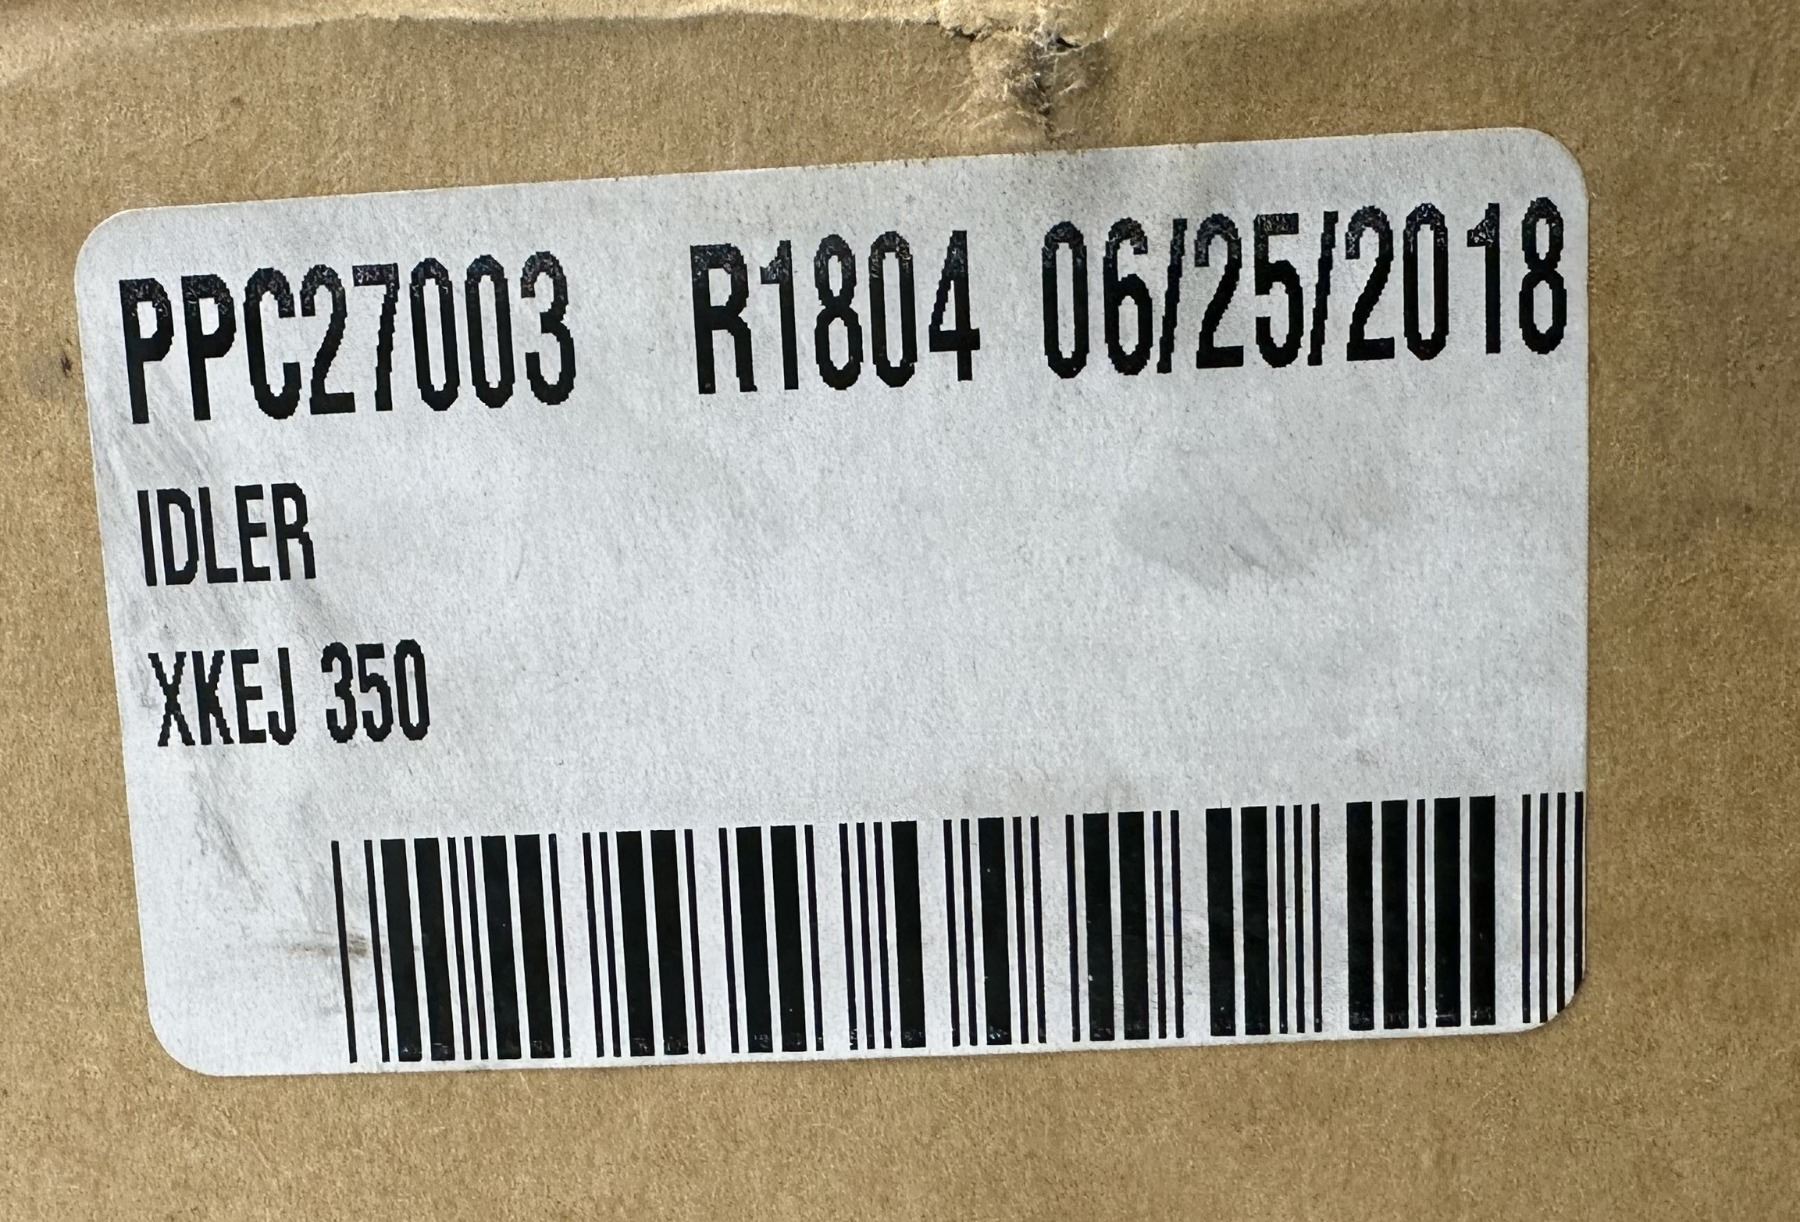 PPC27003 R1804 06/25/2018
IDLER
XKEJ 350